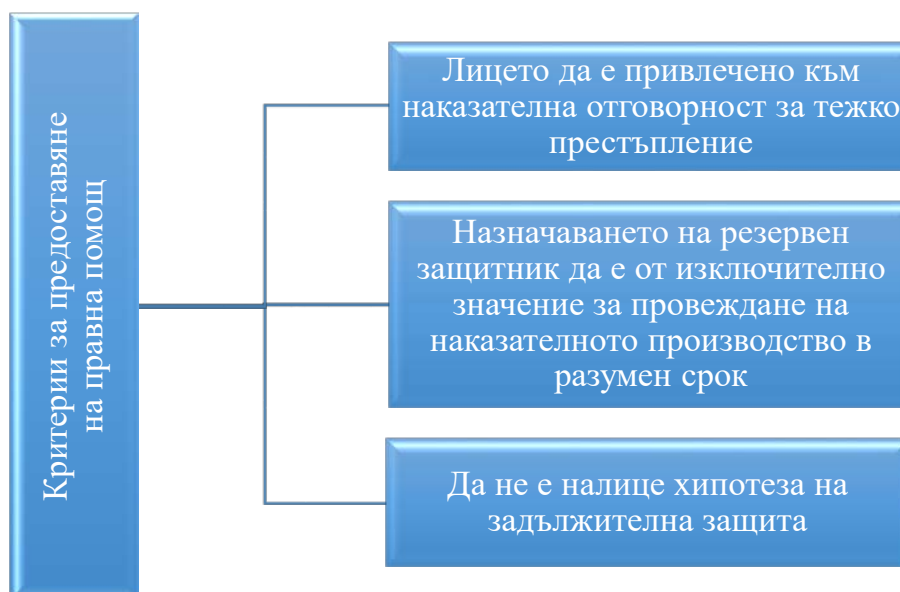 Критерии за предоставяне
на правна помощ
Лицето да е привлечено към
наказателна отговорност за тежко
престъпление
Назначаването на резервен
защитник да е от изключително
значение за провеждане на
наказателното производство в
разумен срок
Да не е налице хипотеза на
задължителна защита